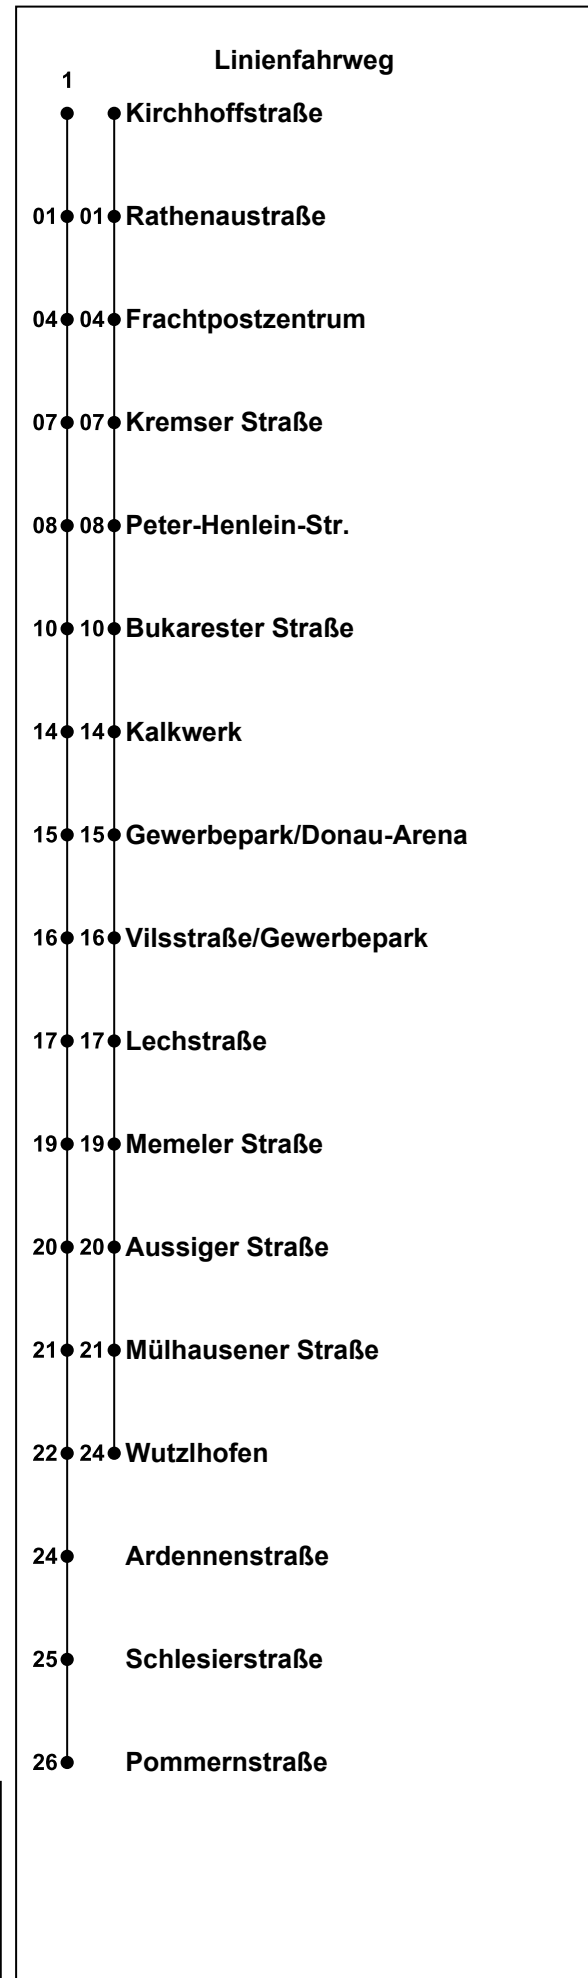 Linienfahrweg
1
Kirchhoffstraße
01 01 Rathenaustraße
04 04 Frachtpostzentrum
07 07 Kremser Straße
08 08 Peter-Henlein-Str.
10 10 Bukarester Straße
14 14 Kalkwerk
15 15 Gewerbepark/Donau-Arena
16 16 Vilsstraße/Gewerbepark
17 17 Lechstraße
19 19 Memeler Straße
20 20 Aussiger Straße
21 21 Mülhausener Straße
22 24 Wutzlhofen
24 Ardennenstraße
25 Schlesierstraße
26 Pommernstraße